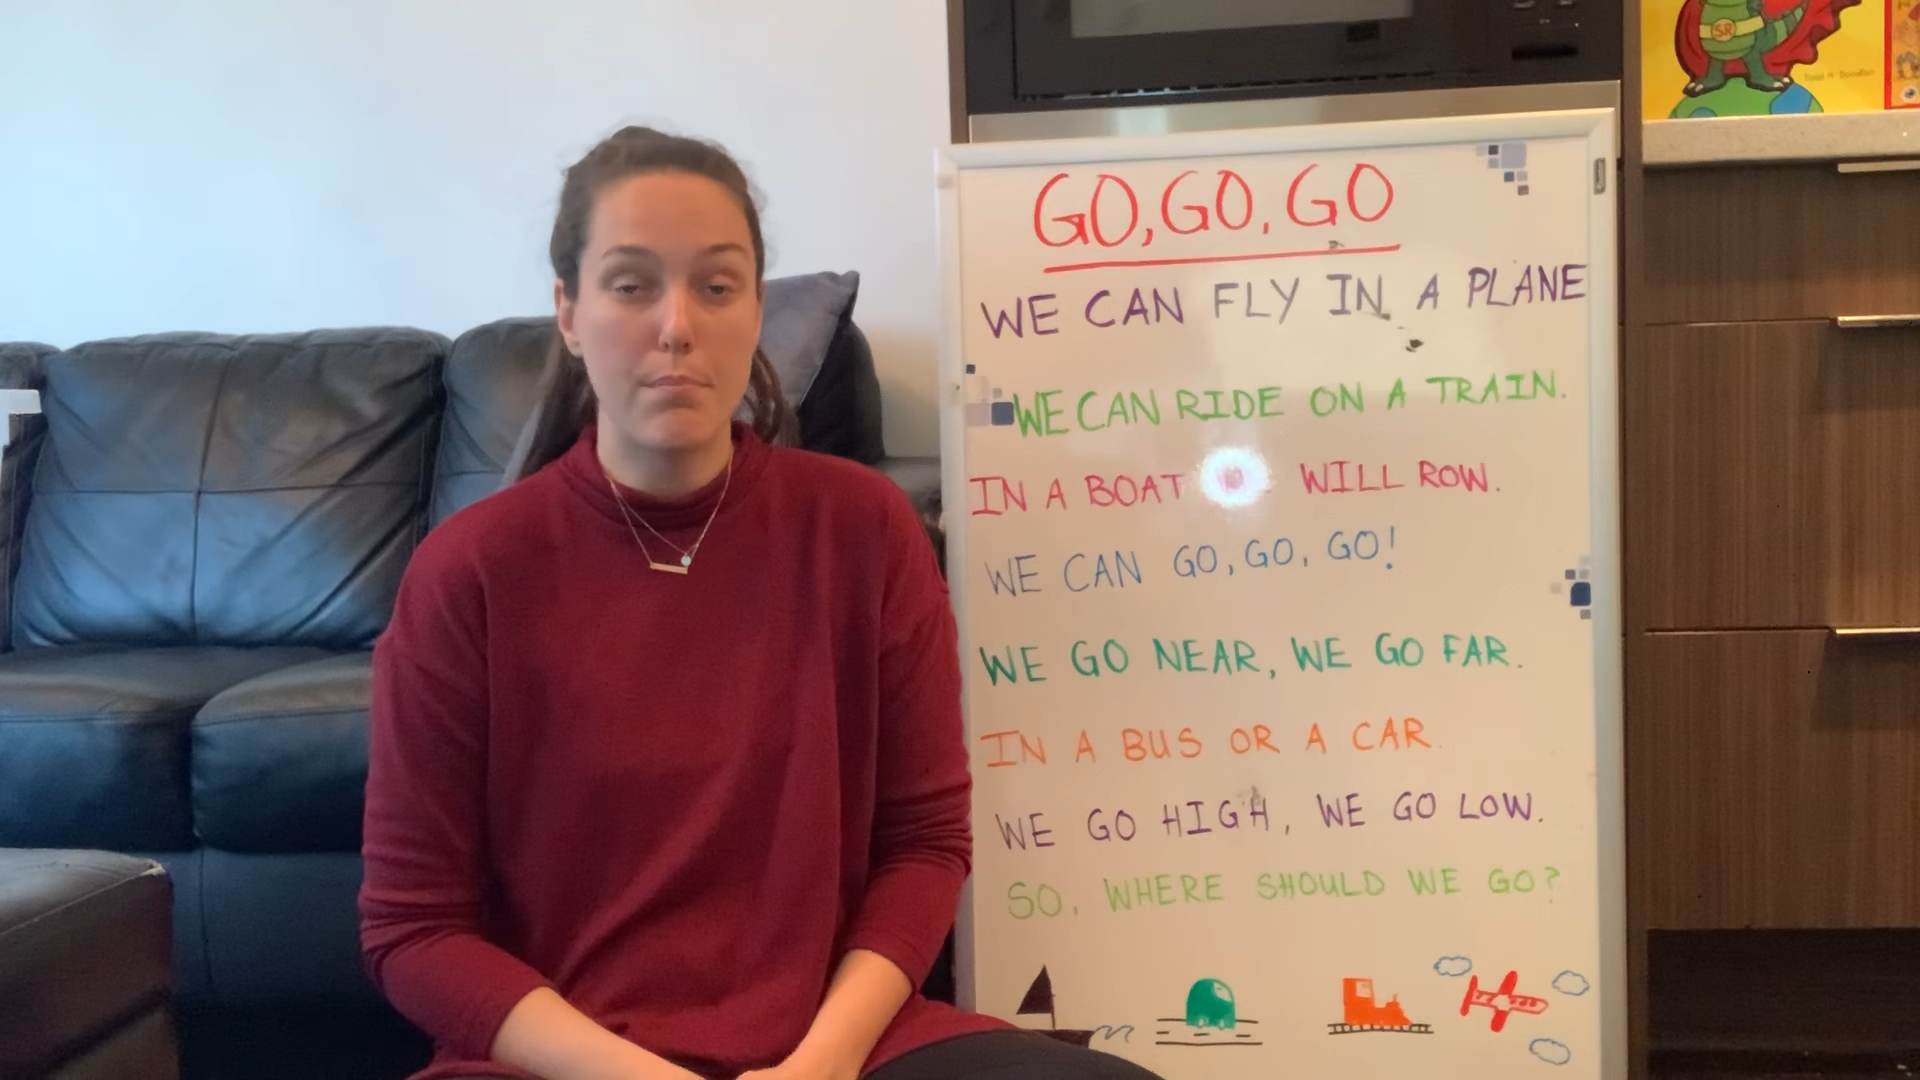 GO, GO, GO
WE CAN FLY IN A PLANE
WE CAN RIDE ON A TRAIN.
IN A BOAT WILL ROW.
WE CAN GO, GO, GO!
WE GO NEAR, WE GO FAR.
IN A BUS OR A CAR.
WE GO HIGH, WE GO LOW.
SO, WHERE SHOULD WE GO?
SR